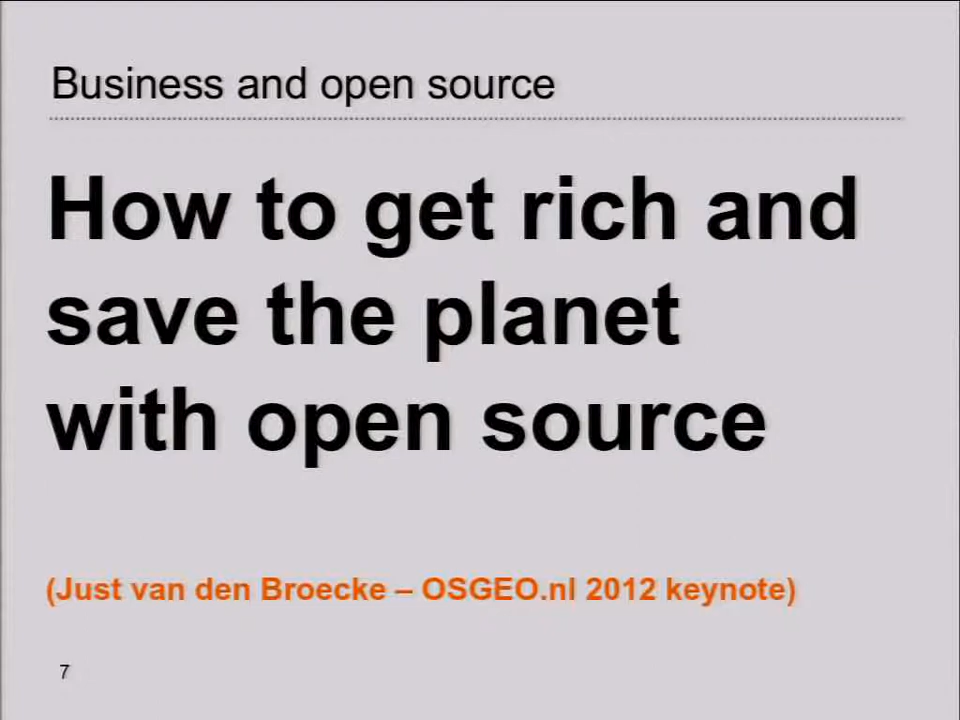 Business and open source
How to get rich and
save the planet
with open source
(Just van den Broecke – OSGEO.nl 2012 keynote)
7